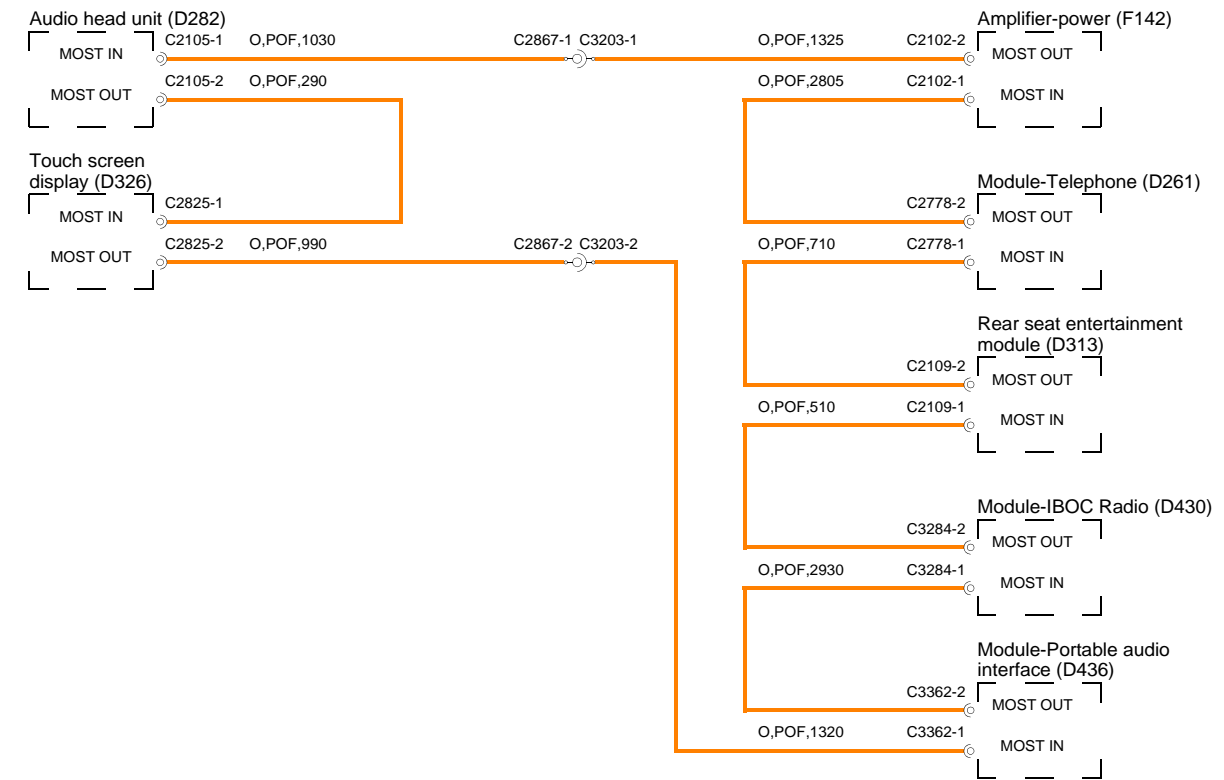 Audio head unit (D282)
MOST IN
C2105-1 O,POF,1030 C2867-1 C3203-1
MOST OUT
C2105-2 O,POF,290
Touch screen
display (D326)
MOST IN
C2825-1
MOST OUT
C2825-2 O,POF,990 C2867-2 C3203-2
Amplifier-power (F142)
O,POF,1325 C2102-2
MOST OUT
O,POF,2805 C2102-1
MOST IN
Module-Telephone (D261)
C2778-2
MOST OUT
O,POF,710 C2778-1
MOST IN
Rear seat entertainment
module (D313)
C2109-2
MOST OUT
O,POF,510 C2109-1
MOST IN
Module-IBOC Radio (D430)
C3284-2
MOST OUT
O,POF,2930 C3284-1
MOST IN
Module-Portable audio
interface (D436)
C3362-2
MOST OUT
O,POF,1320 C3362-1
MOST IN